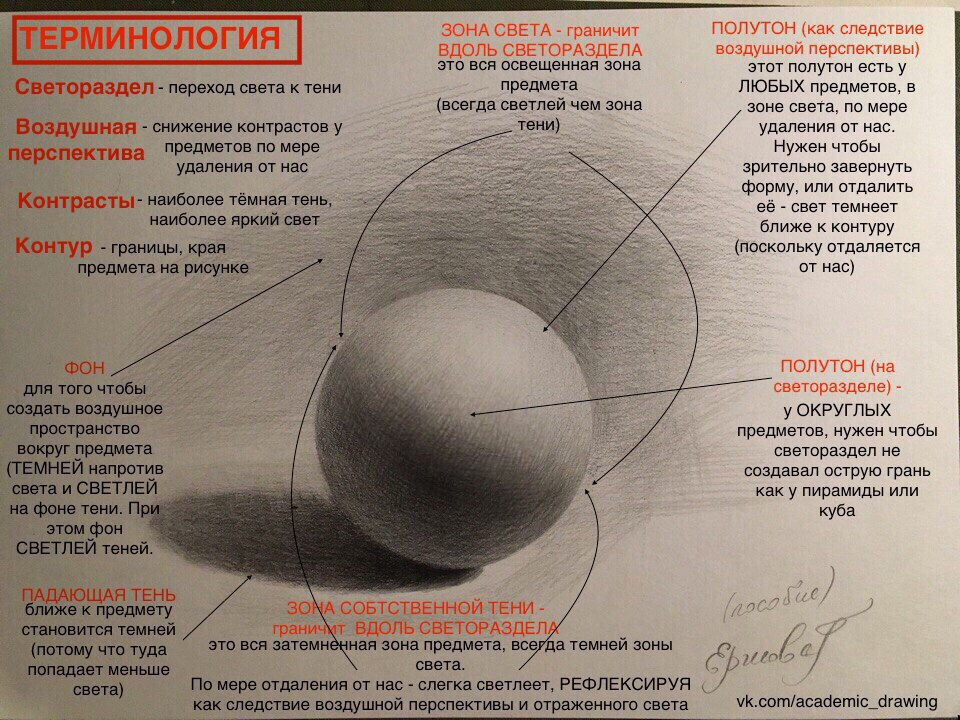 ТЕРМИНОЛОГИЯ
Светораздел - переход света к тени
Воздушная перспектива - снижение контрастов у
предметов по мере
удаления от нас
Контрасты - наиболее тёмная тень,
наиболее яркий свет
Контур - границы, края
предмета на рисунке
ЗОНА СВЕТА - граничит
ВДОЛЬ СВЕТОРАЗДЕЛА
это вся освещенная зона
предмета
(всегда светлей чем зона
тени)
ПОЛУТОН (как следствие
воздушной перспективы)
этот полутон есть у
ЛЮБЫХ предметов, в
зоне света, по мере
удаления от нас.
Нужен чтобы
зрительно завернуть
форму, или отдалить
её - свет темнеет
ближе к контуру
(поскольку отдаляется
от нас)
ФОН
для того чтобы
создать воздушное
пространство
вокруг предмета
(ТЕМНЕЙ напротив
света и СВЕТЛЕЙ
на фоне тени. При
этом фон
СВЕТЛЕЙ теней.
ПОЛУТОН (на
светоразделе) -
у ОКРУГЛЫХ
предметов, нужен чтобы
светораздел не
создавал острую грань
как у пирамиды или
куба
ПАДАЮЩАЯ ТЕНЬ
ближе к предмету
становится темней
(потому что туда
попадает меньше
света)
ЗОНА СОБТСТВЕННОЙ ТЕНИ -
граничит ВДОЛЬ СВЕТОРАЗДЕЛА
это вся затемненная зона предмета, всегда темней зоны
света.
По мере отдаления от нас - слегка светлеет, РЕФЛЕКСИРУЯ
как следствие воздушной перспективы и отраженного света
(пособие)
vk.com/academic_drawing